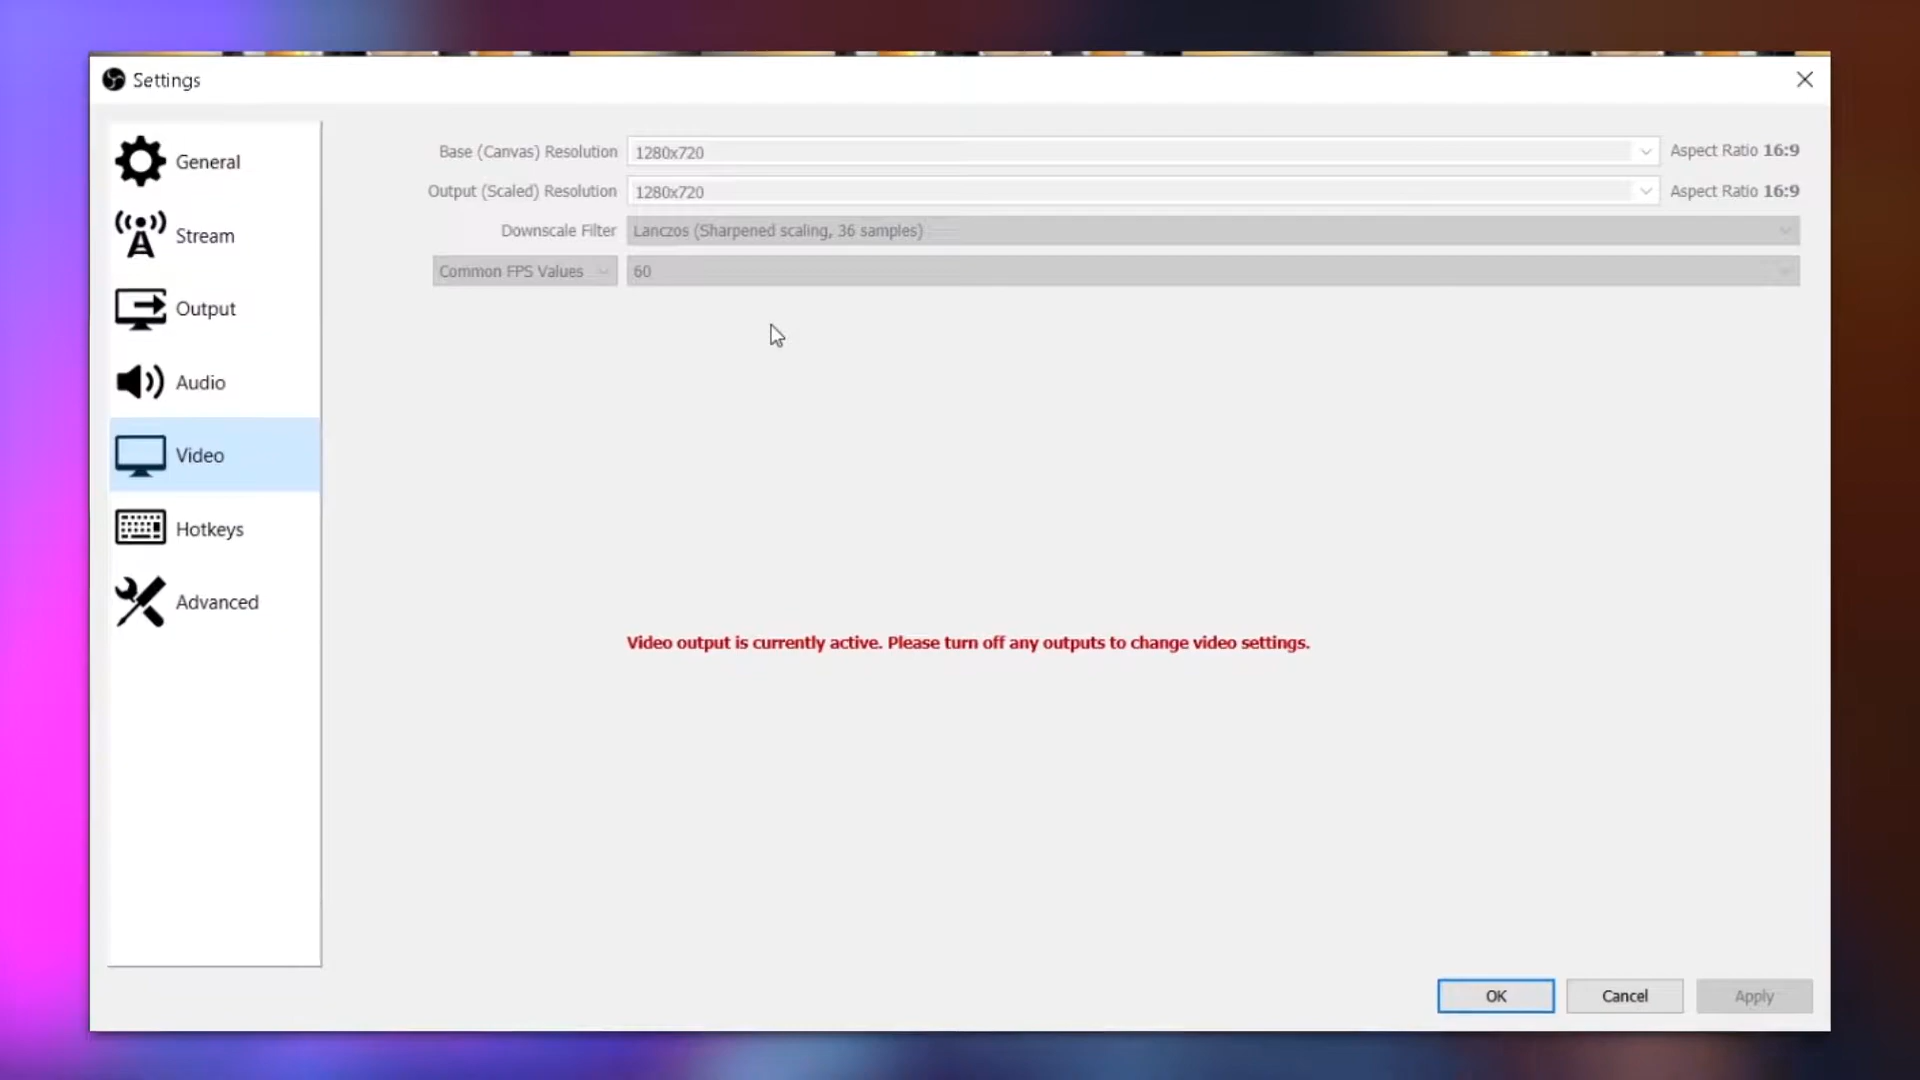 Settings
General
Stream
Output
Audio
Video
Hotkeys
Advanced
Base (Canvas) Resolution 1280x720 Aspect Ratio 16:9
Output (Scaled) Resolution 1280x720 Aspect Ratio 16:9
Downscale Filter Lanczos (Sharpened scaling, 36 samples)
Common FPS Values 60
Video output is currently active. Please turn off any outputs to change video settings.
OK Cancel Apply